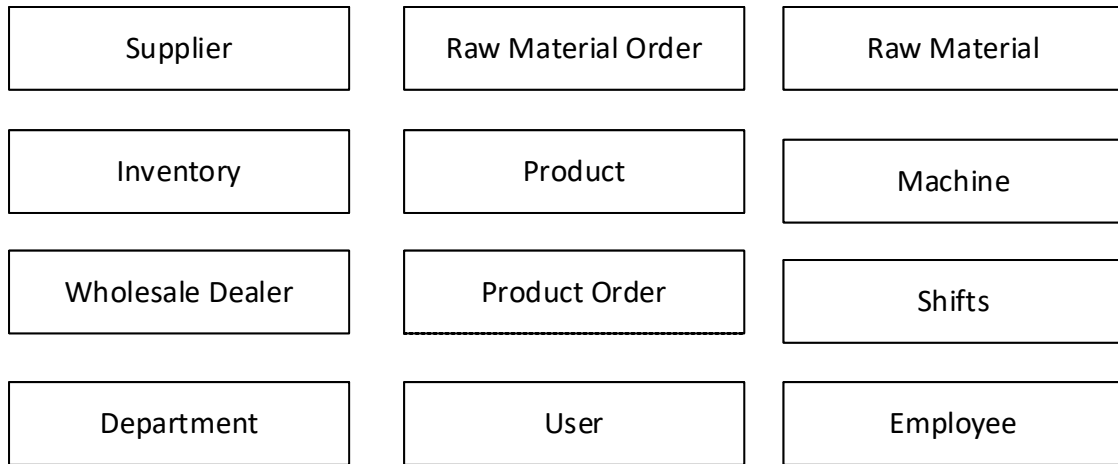 Supplier
Raw Material Order
Raw Material
Inventory
Product
Machine
Wholesale Dealer
Product Order
Shifts
Department
User
Employee